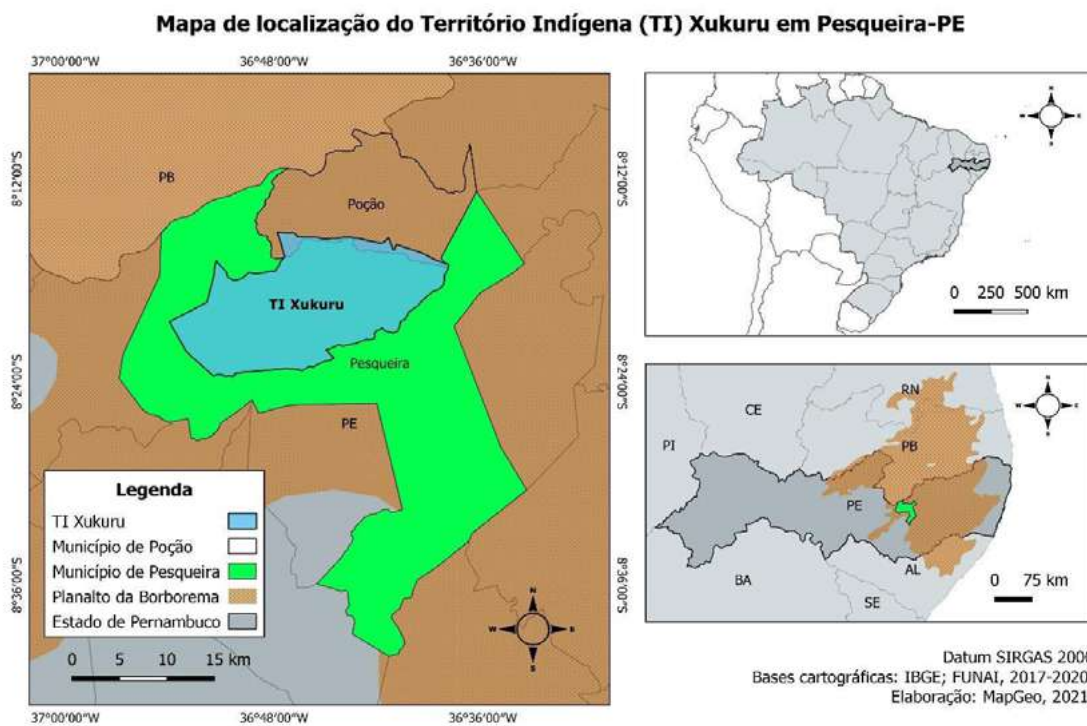 Mapa de localização do Território Indígena (TI) Xukuru em Pesqueira-PE
37°00'00"W 36°48'00"W 36°36'00"W
8°12'00"S
8°24'00"S
8°36'00"S
PB
Poção
TI Xukuru
Pesqueira
PE
Legenda
TI Xukuru
Município de Poção
Município de Pesqueira
Planalto da Borborema
Estado de Pernambuco
0 5 10 15 km
N
W E
S
37°00'00"W 36°48'00"W 36°36'00"W
8°12'00"S
8°24'00"S
8°36'00"S
N
W E
S
0 250 500 km
RN
CE
PI
PB
PE
AL
BA
SE
N
W E
S
0 75 km
Datum SIRGAS 2000
Bases cartográficas: IBGE; FUNAI, 2017-2020
Elaboração: MapGeo, 2021